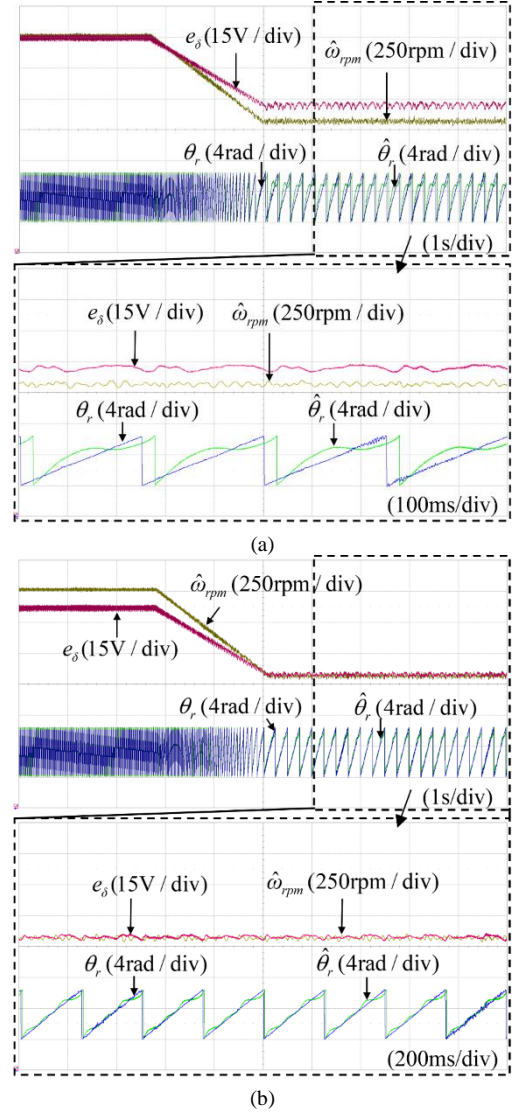 e_δ (15V / div)
ω̂_rpm (250rpm / div)
θ_r (4rad / div)
θ̂_r (4rad / div)
(1s/div)
e_δ (15V / div)
ω̂_rpm (250rpm / div)
θ_r (4rad / div)
θ̂_r (4rad / div)
(100ms/div)
(a)
ω̂_rpm (250rpm / div)
e_δ (15V / div)
θ_r (4rad / div)
θ̂_r (4rad / div)
(1s/div)
e_δ (15V / div)
ω̂_rpm (250rpm / div)
θ_r (4rad / div)
θ̂_r (4rad / div)
(200ms/div)
(b)